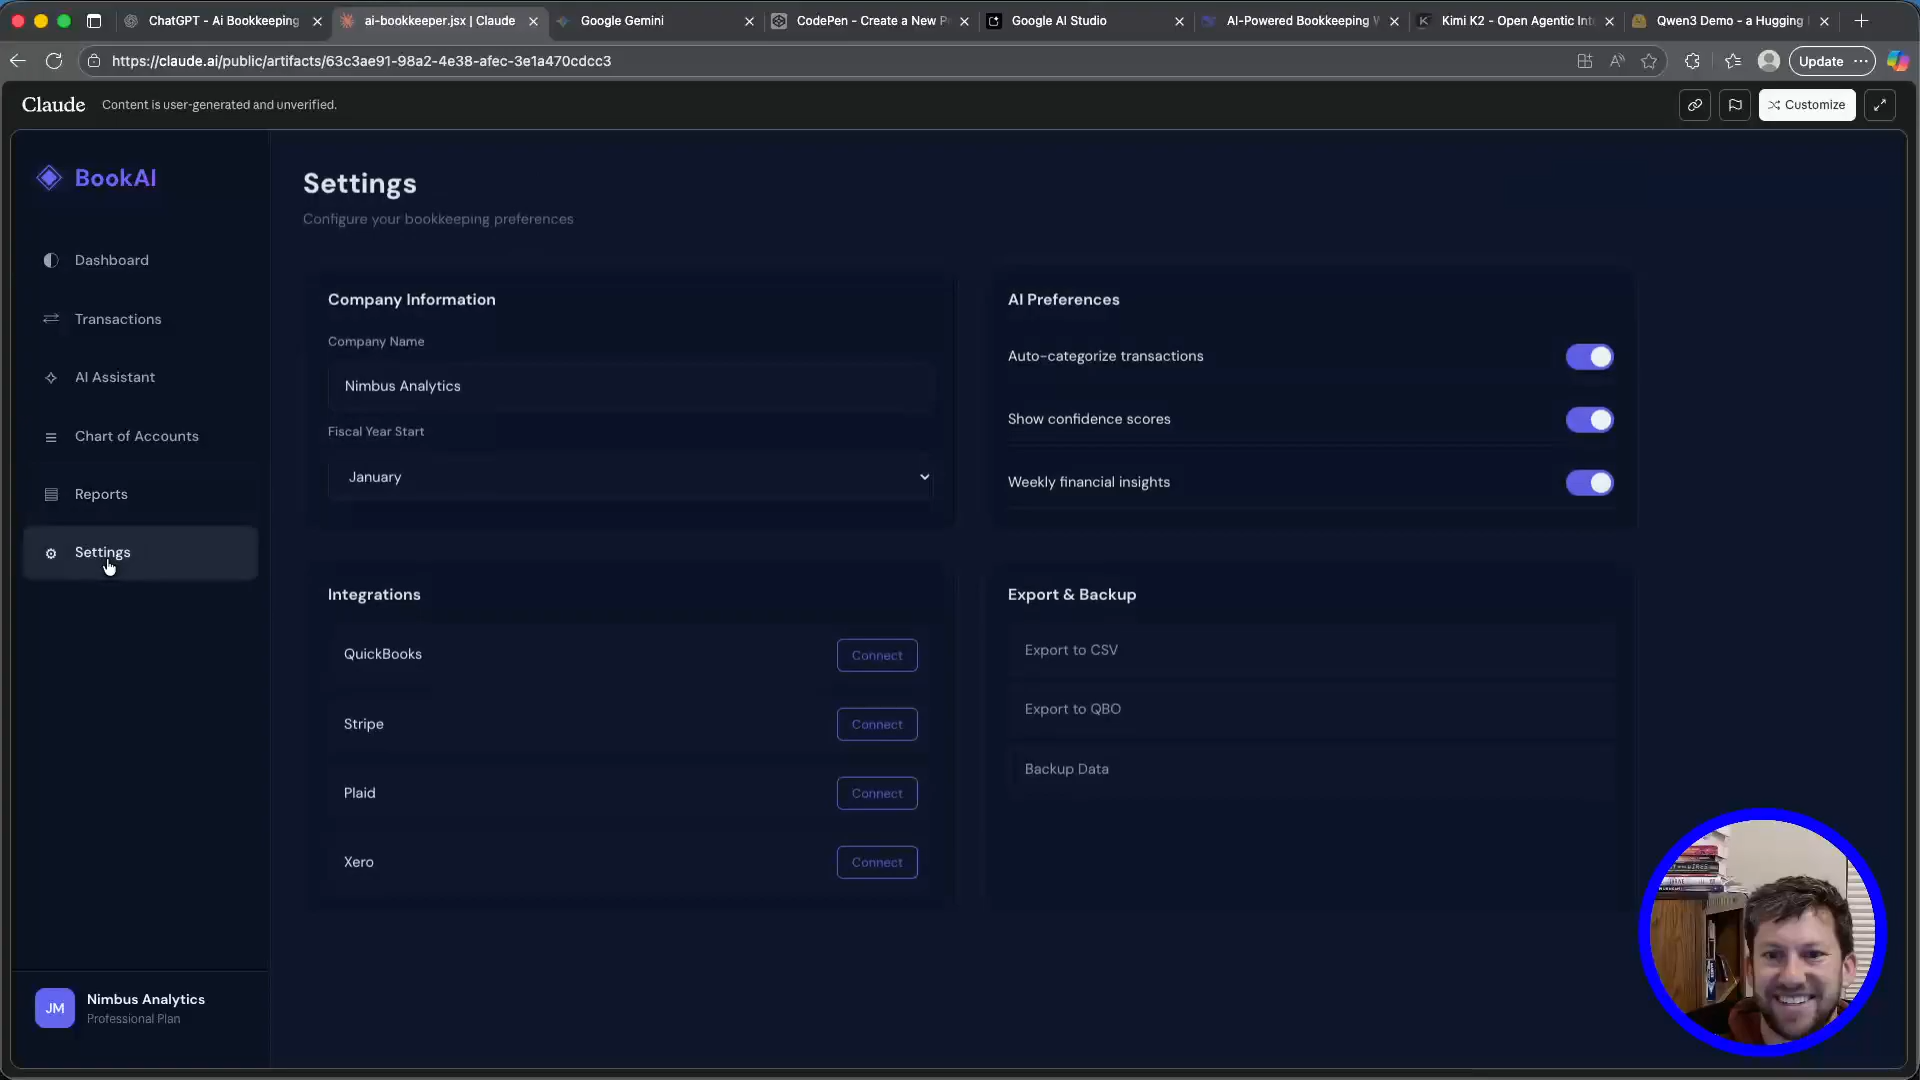 ChatGPT - Ai Bookkeeping
ai-bookkeeper.jsx | Claude
Google Gemini
CodePen - Create a New P
Google AI Studio
AI-Powered Bookkeeping W
Kimi K2 - Open Agentic Int
Qwen3 Demo - a Hugging
https://claude.ai/public/artifacts/63c3ae91-98a2-4e38-afec-3e1a470cdcc3
Update
Claude
Content is user-generated and unverified.
Customize
BookAI
Dashboard
Transactions
AI Assistant
Chart of Accounts
Reports
Settings
JM
Nimbus Analytics
Professional Plan
Settings
Configure your bookkeeping preferences
Company Information
Company Name
Nimbus Analytics
Fiscal Year Start
January
AI Preferences
Auto-categorize transactions
Show confidence scores
Weekly financial insights
Integrations
QuickBooks
Connect
Stripe
Connect
Plaid
Connect
Xero
Connect
Export & Backup
Export to CSV
Export to QBO
Backup Data